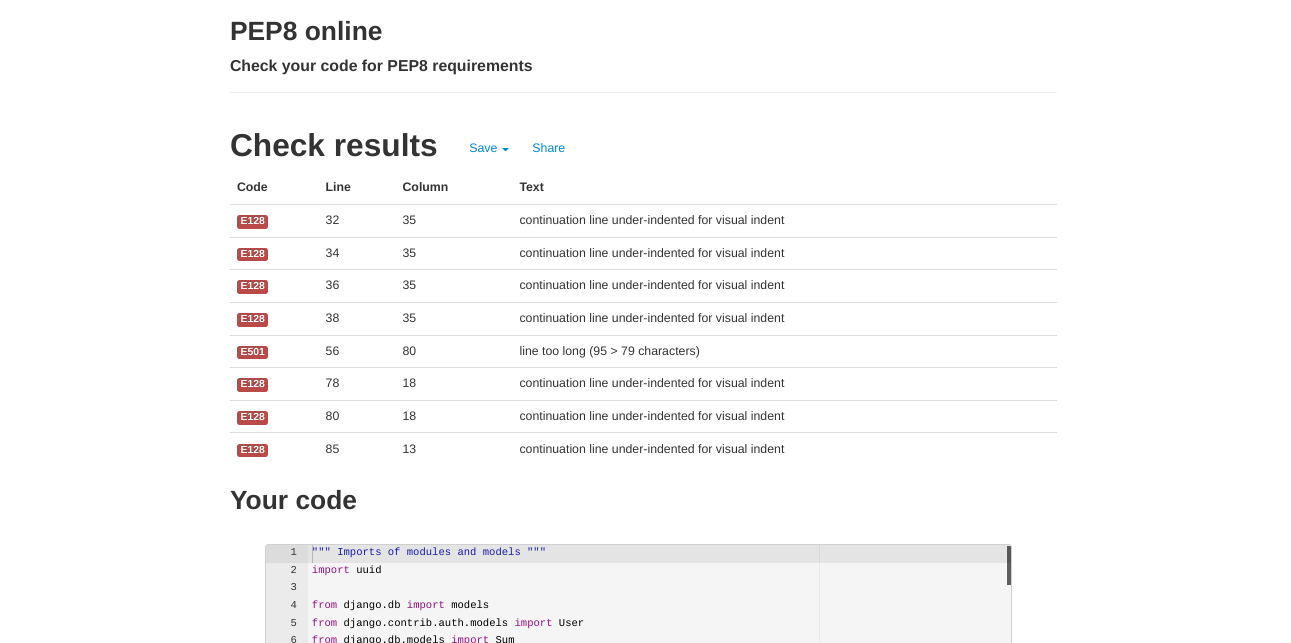 PEP8 online
Check your code for PEP8 requirements
Check results Save Share
Code Line Column Text
E128 32 35 continuation line under-indented for visual indent
E128 34 35 continuation line under-indented for visual indent
E128 36 35 continuation line under-indented for visual indent
E128 38 35 continuation line under-indented for visual indent
E501 56 80 line too long (95 > 79 characters)
E128 78 18 continuation line under-indented for visual indent
E128 80 18 continuation line under-indented for visual indent
E128 85 13 continuation line under-indented for visual indent
Your code
1 """ Imports of modules and models """
2 import uuid
3
4 from django.db import models
5 from django.contrib.auth.models import User
6 from django.db.models import Sum